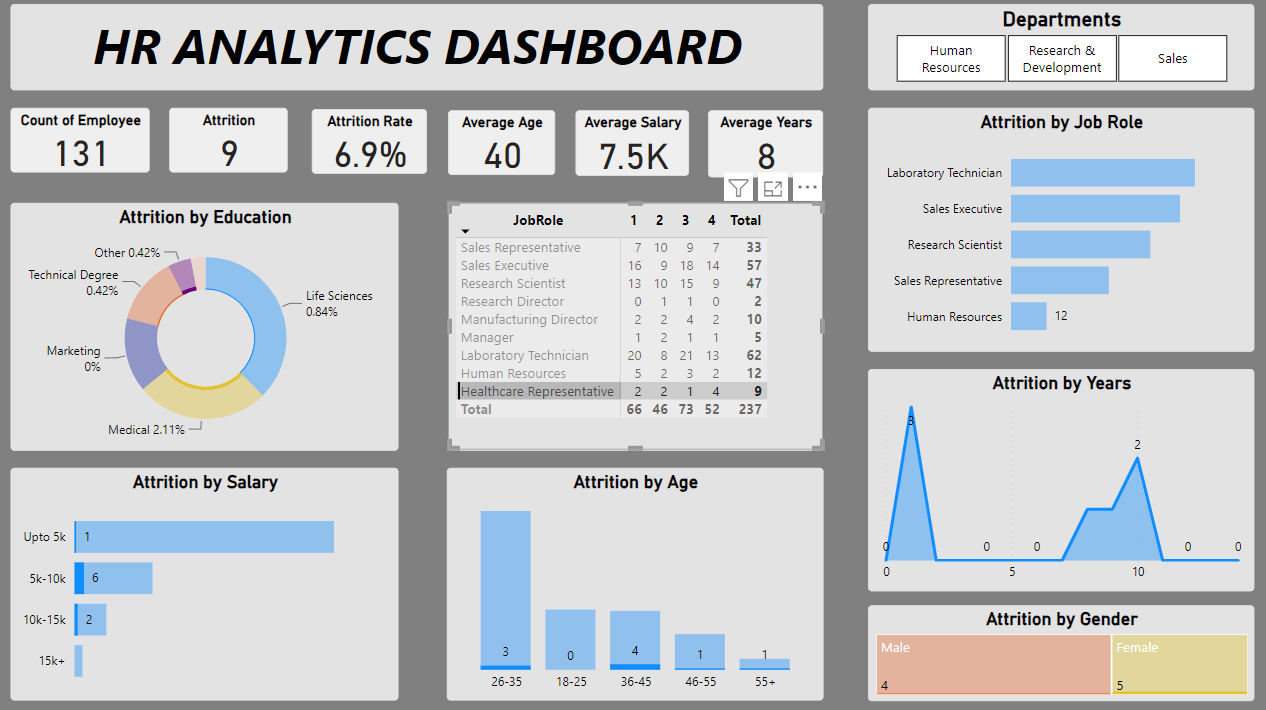 HR ANALYTICS DASHBOARD
Departments
Human
Resources
Research &
Development
Sales
Count of Employee
131
Attrition
9
Attrition Rate
6.9%
Average Age
40
Average Salary
7.5K
Average Years
8
Attrition by Education
Other 0.42%
Technical Degree
0.42%
Life Sciences
0.84%
Marketing
0%
Medical 2.11%
JobRole 1 2 3 4 Total
Sales Representative 7 10 9 7 33
Sales Executive 16 9 18 14 57
Research Scientist 13 10 15 9 47
Research Director 0 1 1 0 2
Manufacturing Director 2 2 4 2 10
Manager 1 2 1 1 5
Laboratory Technician 20 8 21 13 62
Human Resources 5 2 3 2 12
Healthcare Representative 2 2 1 4 9
Total 66 46 73 52 237
Attrition by Job Role
Laboratory Technician
Sales Executive
Research Scientist
Sales Representative
Human Resources 12
Attrition by Salary
Upto 5k 1
5k-10k 6
10k-15k 2
15k+
Attrition by Age
3 0 4 1 1
26-35 18-25 36-45 46-55 55+
Attrition by Years
3
2
0 0 0 0 0
0 5 10
Attrition by Gender
Male Female
4 5